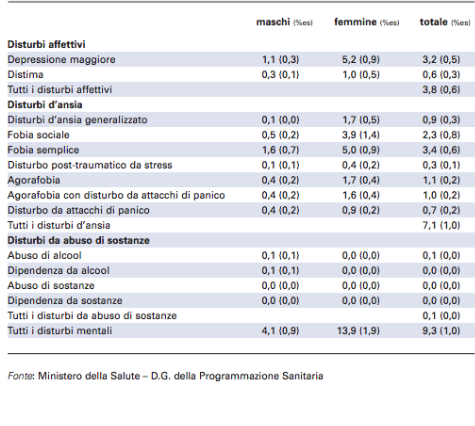 maschi (%es) femmine (%es) totale (%es)
Disturbi affettivi
Depressione maggiore 1,1 (0,3) 5,2 (0,9) 3,2 (0,5)
Distima 0,3 (0,1) 1,0 (0,5) 0,6 (0,3)
Tutti i disturbi affettivi 3,8 (0,6)
Disturbi d'ansia
Disturbi d'ansia generalizzato 0,1 (0,0) 1,7 (0,5) 0,9 (0,3)
Fobia sociale 0,5 (0,2) 3,9 (1,4) 2,3 (0,8)
Fobia semplice 1,6 (0,7) 5,0 (0,9) 3,4 (0,6)
Disturbo post-traumatico da stress 0,1 (0,1) 0,4 (0,2) 0,3 (0,1)
Agorafobia 0,4 (0,2) 1,7 (0,4) 1,1 (0,2)
Agorafobia con disturbo da attacchi di panico 0,4 (0,2) 1,6 (0,4) 1,0 (0,2)
Disturbo da attacchi di panico 0,4 (0,2) 0,9 (0,2) 0,7 (0,2)
Tutti i disturbi d'ansia 7,1 (1,0)
Disturbi da abuso di sostanze
Abuso di alcool 0,1 (0,1) 0,0 (0,0) 0,1 (0,0)
Dipendenza da alcool 0,1 (0,1) 0,0 (0,0) 0,0 (0,0)
Abuso di sostanze 0,0 (0,0) 0,0 (0,0) 0,0 (0,0)
Dipendenza da sostanze 0,0 (0,0) 0,0 (0,0) 0,0 (0,0)
Tutti i disturbi da abuso di sostanze 0,1 (0,0)
Tutti i disturbi mentali 4,1 (0,9) 13,9 (1,9) 9,3 (1,0)
Fonte: Ministero della Salute – D.G. della Programmazione Sanitaria